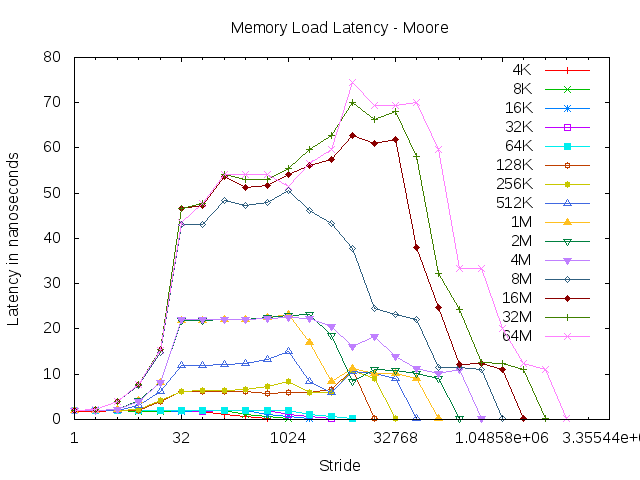 Memory Load Latency - Moore
80
70
60
50
40
30
20
10
0
Latency in nanoseconds
4K
8K
16K
32K
64K
128K
256K
512K
1M
2M
4M
8M
16M
32M
64M
1 32 1024 32768 1.04858e+06 3.35544e+0
Stride